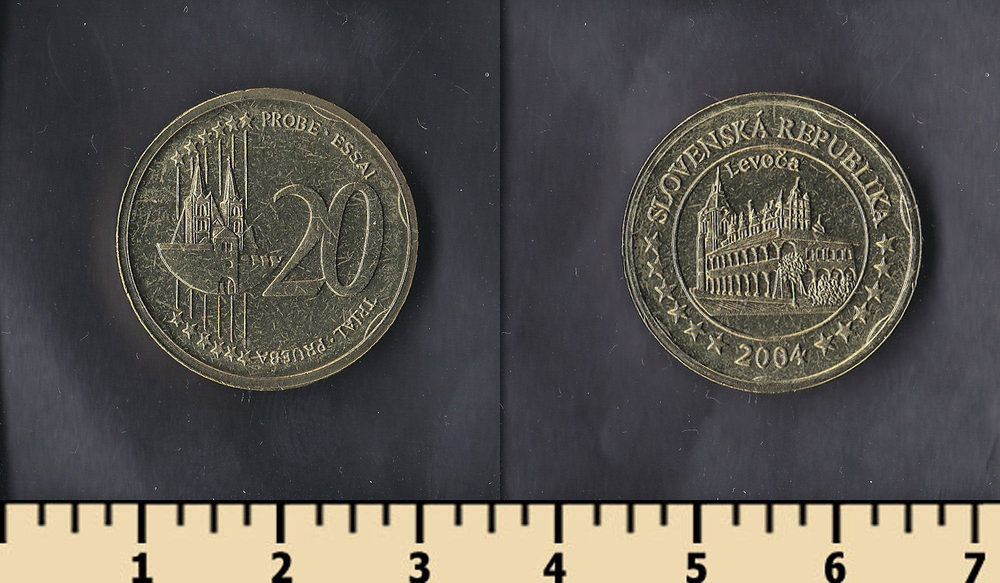 PROBE · ESSAI
20
TRIAL · PRUEBA
SLOVENSKÁ REPUBLIKA
Levoča
2004
1 2 3 4 5 6 7